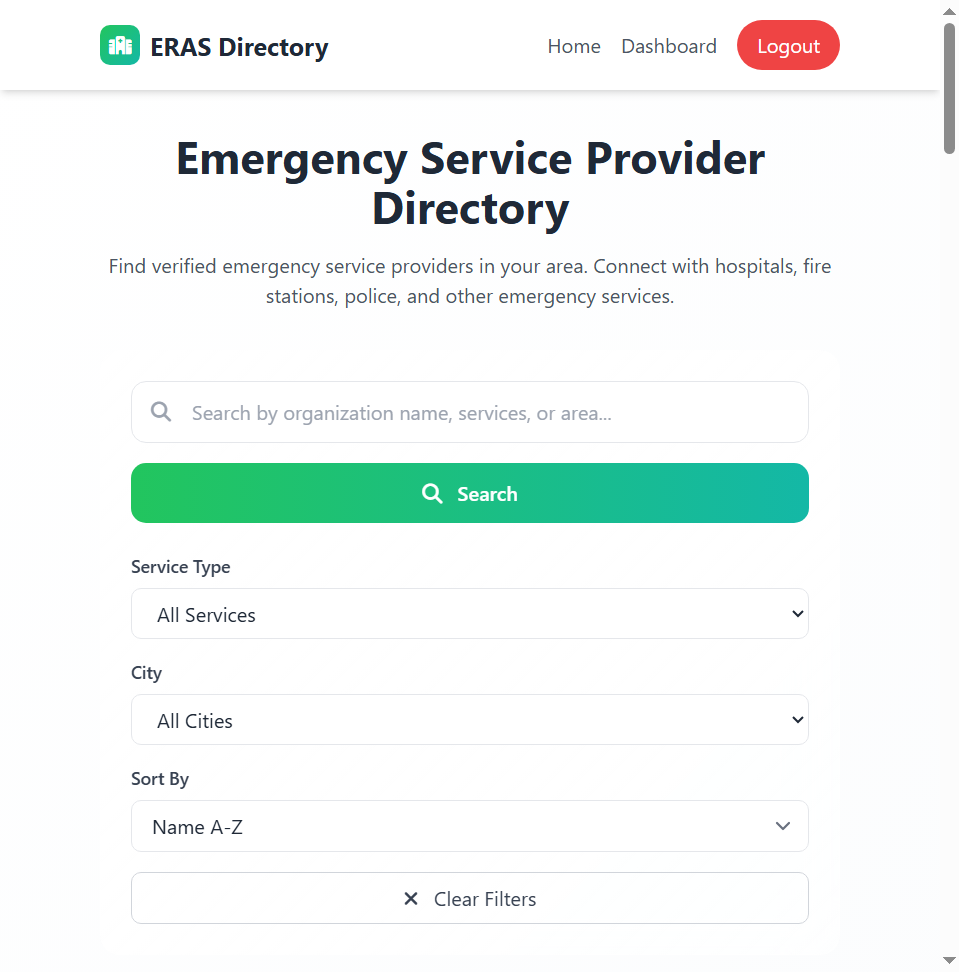 ERAS Directory
Home
Dashboard
Logout
Emergency Service Provider
Directory
Find verified emergency service providers in your area. Connect with hospitals, fire
stations, police, and other emergency services.
Search by organization name, services, or area...
Search
Service Type
All Services
City
All Cities
Sort By
Name A-Z
Clear Filters